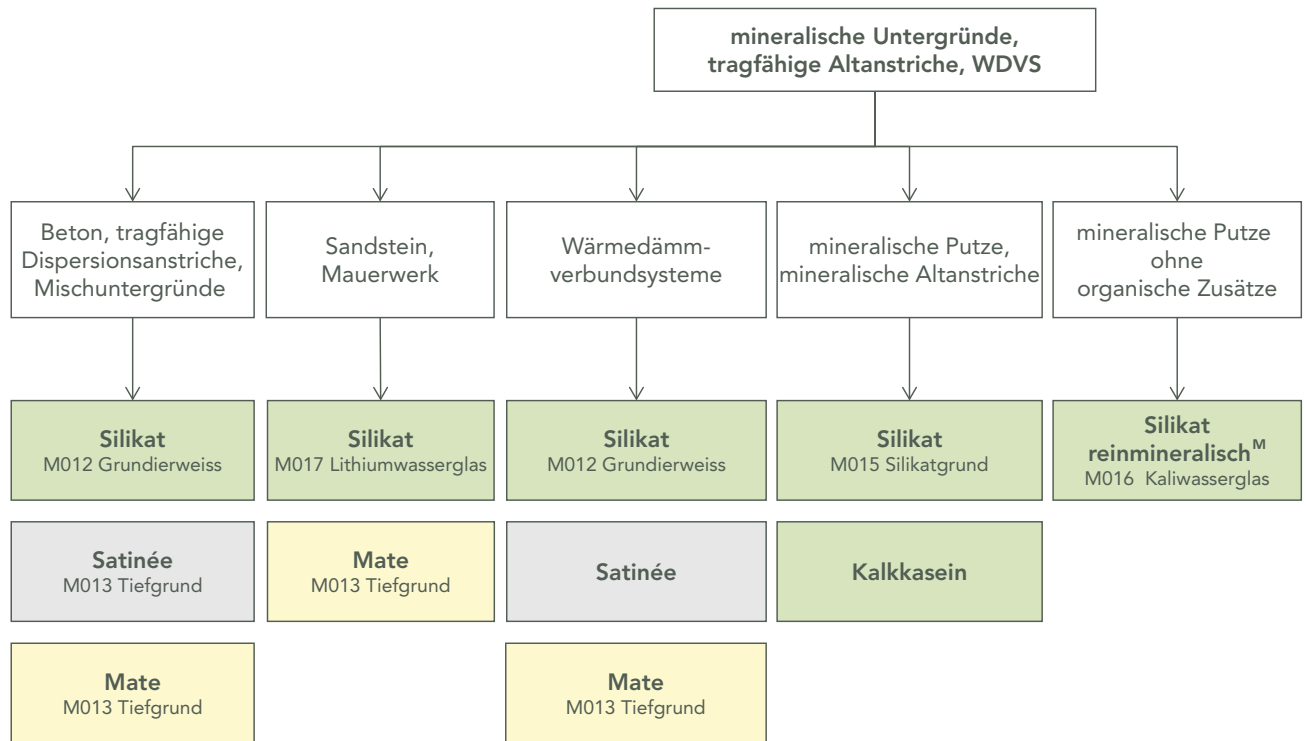 mineralische Untergründe,
tragfähige Altanstriche, WDVS
Beton, tragfähige
Dispersionsanstriche,
Mischuntergründe
Sandstein,
Mauerwerk
Wärmedämm-
verbundsysteme
mineralische Putze,
mineralische Altanstriche
mineralische Putze
ohne
organische Zusätze
Silikat
M012 Grundierweiss
Silikat
M017 Lithiumwasserglas
Silikat
M012 Grundierweiss
Silikat
M015 Silikatgrund
Silikat
reinmineralischᴹ
M016 Kaliwasserglas
Satinée
M013 Tiefgrund
Mate
M013 Tiefgrund
Satinée
Kalkkasein
Mate
M013 Tiefgrund
Mate
M013 Tiefgrund